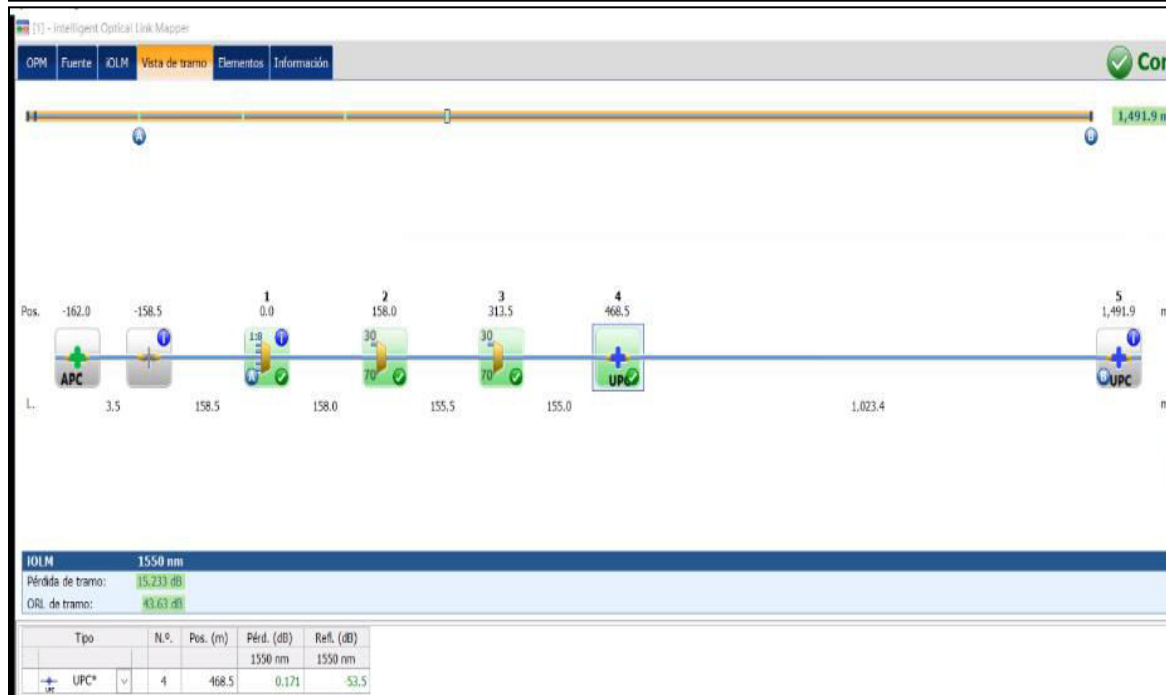 [1] - Intelligent Optical Link Mapper
OPM Fuente iOLM Vista de tramo Elementos Información
Cor
1,491.9 m
A B
1 2 3 4 5
Pos. -162.0 -158.5 0.0 158.0 313.5 468.5 1,491.9 m
1:8 30 30
APC A 70 70 UPC B UPC
L. 3.5 158.5 158.0 155.5 155.0 1,023.4 m
IOLM 1550 nm
Pérdida de tramo: 15.233 dB
ORL de tramo: 43.63 dB
Tipo N.º. Pos. (m) Pérd. (dB) Refl. (dB)
1550 nm 1550 nm
UPC UPC* 4 468.5 0.171 -53.5